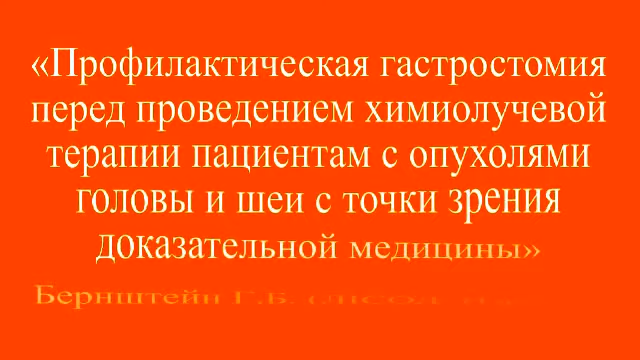 «Профилактическая гастростомия
перед проведением химиолучевой
терапии пациентам с опухолями
головы и шеи с точки зрения
доказательной медицины»
Бернштейн Г.Б.